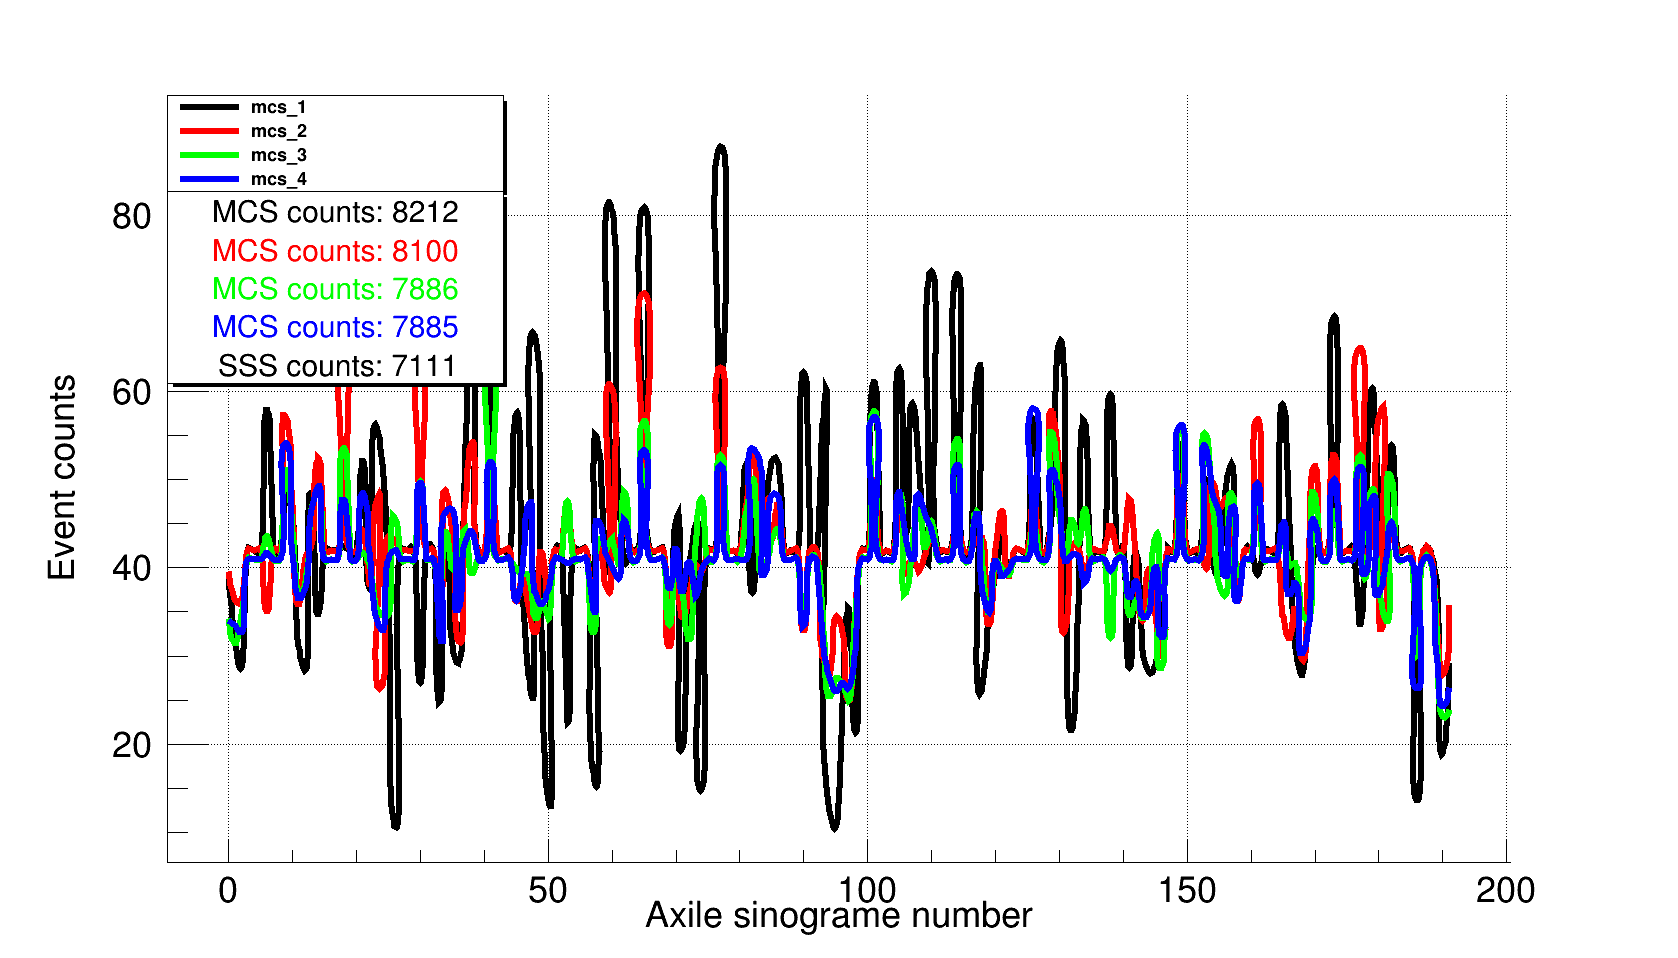 mcs_1
mcs_2
mcs_3
mcs_4
MCS counts: 8212
MCS counts: 8100
MCS counts: 7886
MCS counts: 7885
SSS counts: 7111
Event counts
80
60
40
20
0 50 100 150 200
Axile sinograme number